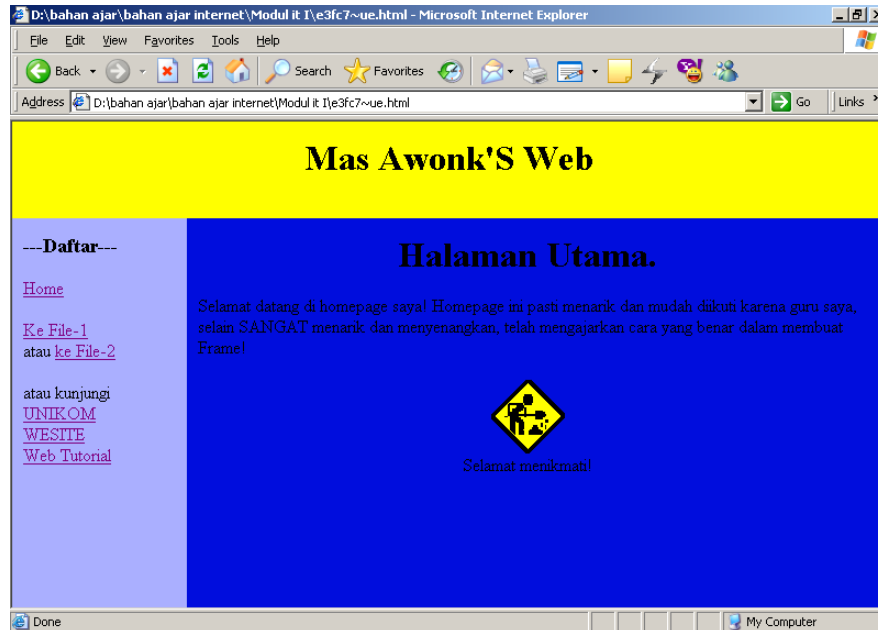 D:\bahan ajar\bahan ajar internet\Modul it I\e3fc7~ue.html - Microsoft Internet Explorer
File Edit View Favorites Tools Help
Back Search Favorites
Address D:\bahan ajar\bahan ajar internet\Modul it I\e3fc7~ue.html Go Links
Mas Awonk'S Web
---Daftar---
Home
Ke File-1
atau ke File-2
atau kunjungi
UNIKOM
WESITE
Web Tutorial
Halaman Utama.
Selamat datang di homepage saya! Homepage ini pasti menarik dan mudah diikuti karena guru saya,
selain SANGAT menarik dan menyenangkan, telah mengajarkan cara yang benar dalam membuat
Frame!
Selamat menikmati!
Done My Computer